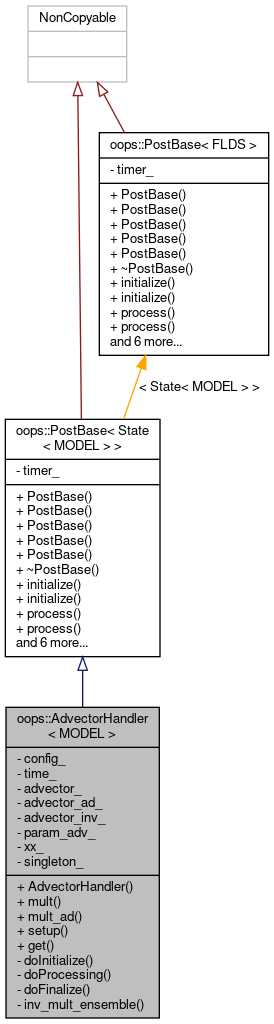 NonCopyable
oops::PostBase< FLDS >
- timer_
+ PostBase()
+ PostBase()
+ PostBase()
+ PostBase()
+ PostBase()
+ ~PostBase()
+ initialize()
+ initialize()
+ process()
+ process()
and 6 more...
< State< MODEL > >
oops::PostBase< State
< MODEL > >
- timer_
+ PostBase()
+ PostBase()
+ PostBase()
+ PostBase()
+ PostBase()
+ ~PostBase()
+ initialize()
+ initialize()
+ process()
+ process()
and 6 more...
oops::AdvectorHandler
< MODEL >
- config_
- time_
- advector_
- advector_ad_
- advector_inv_
- param_adv_
- xx_
- singleton_
+ AdvectorHandler()
+ mult()
+ mult_ad()
+ setup()
+ get()
- doInitialize()
- doProcessing()
- doFinalize()
- inv_mult_ensemble()